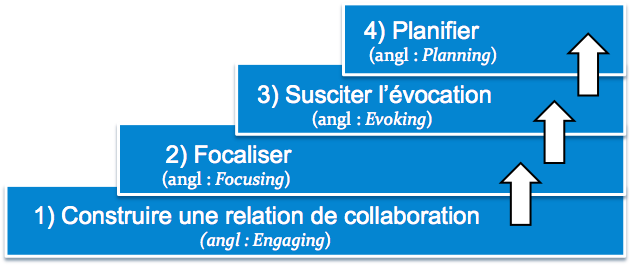 4) Planifier
(angl : Planning)
3) Susciter l’évocation
(angl : Evoking)
2) Focaliser
(angl : Focusing)
1) Construire une relation de collaboration
(angl : Engaging)